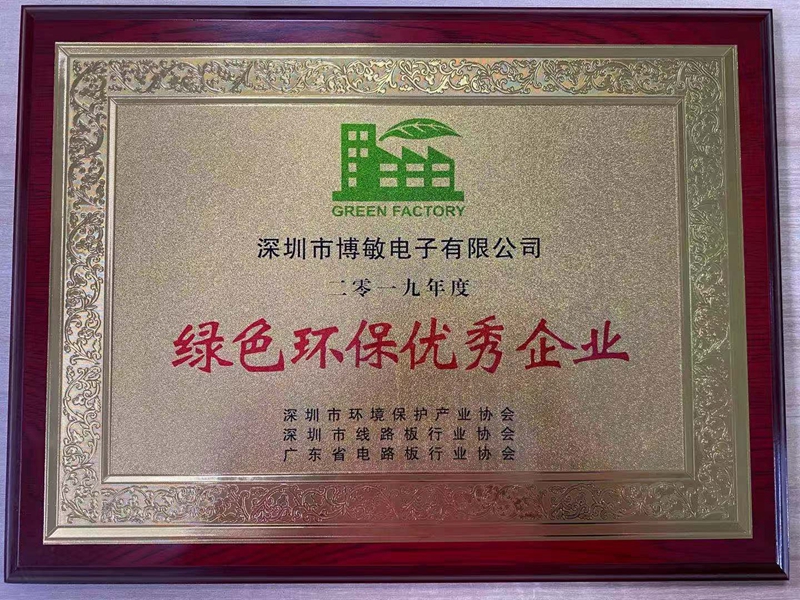 GREEN FACTORY
深圳市博敏电子有限公司
二零一九年度
绿色环保优秀企业
深圳市环境保护产业协会
深圳市线路板行业协会
广东省电路板行业协会